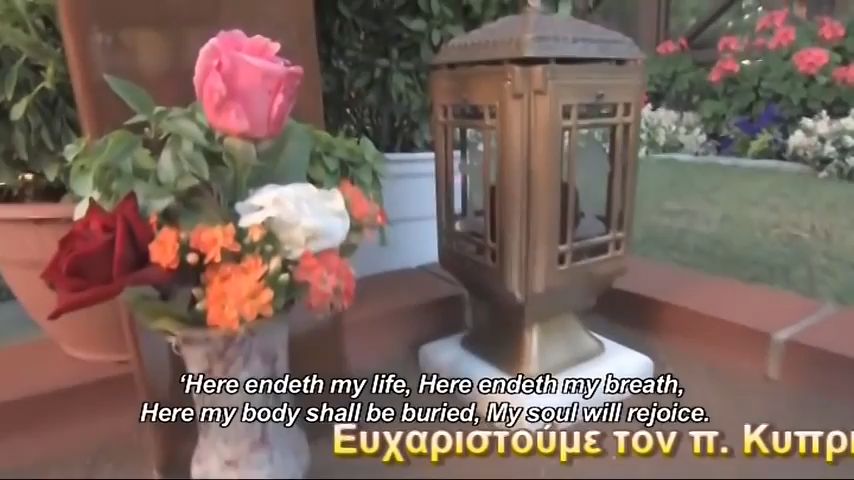 ‘Here endeth my life, Here endeth my breath,
Here my body shall be buried, My soul will rejoice.
Ευχαριστούμε τον π. Κυπρι